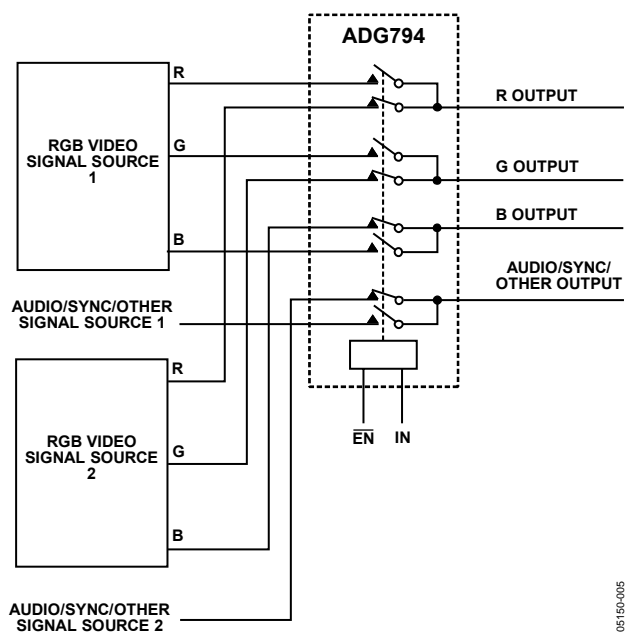 ADG794
R
R OUTPUT
RGB VIDEO
SIGNAL SOURCE
1
G
G OUTPUT
B OUTPUT
B
AUDIO/SYNC/
OTHER OUTPUT
AUDIO/SYNC/OTHER
SIGNAL SOURCE 1
R
EN IN
RGB VIDEO
SIGNAL SOURCE
2
G
B
AUDIO/SYNC/OTHER
SIGNAL SOURCE 2
05150-005